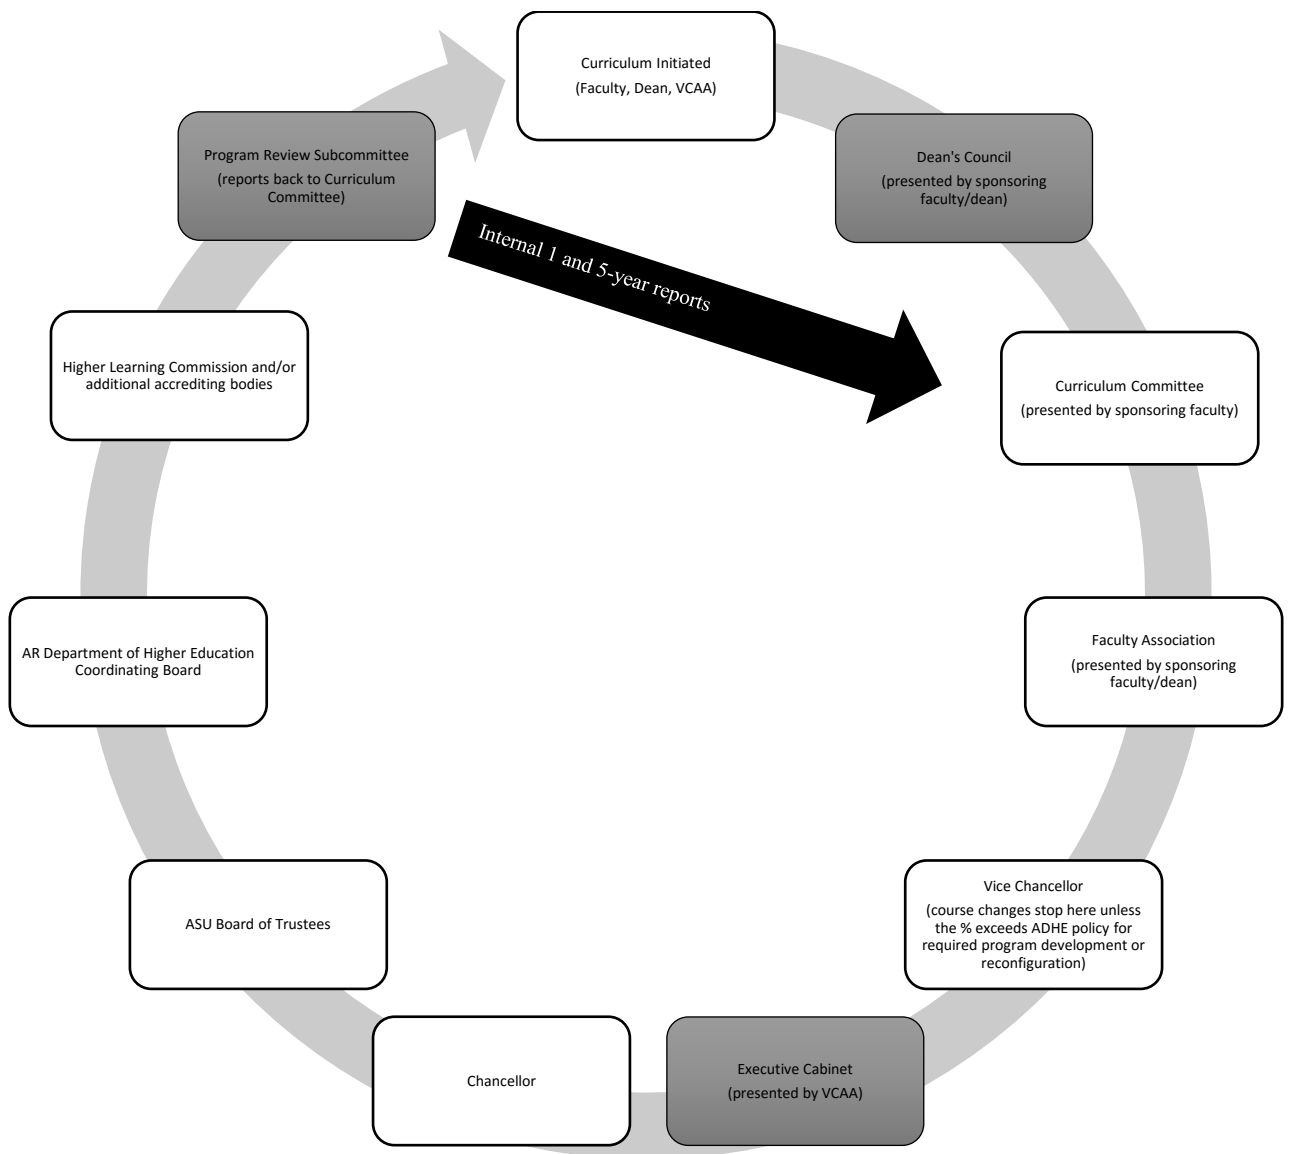 Curriculum Initiated
(Faculty, Dean, VCAA)
Dean's Council
(presented by sponsoring
faculty/dean)
Curriculum Committee
(presented by sponsoring faculty)
Faculty Association
(presented by sponsoring
faculty/dean)
Vice Chancellor
(course changes stop here unless
the % exceeds ADHE policy for
required program development or
reconfiguration)
Executive Cabinet
(presented by VCAA)
Chancellor
ASU Board of Trustees
AR Department of Higher Education
Coordinating Board
Higher Learning Commission and/or
additional accrediting bodies
Program Review Subcommittee
(reports back to Curriculum
Committee)
Internal 1 and 5-year reports